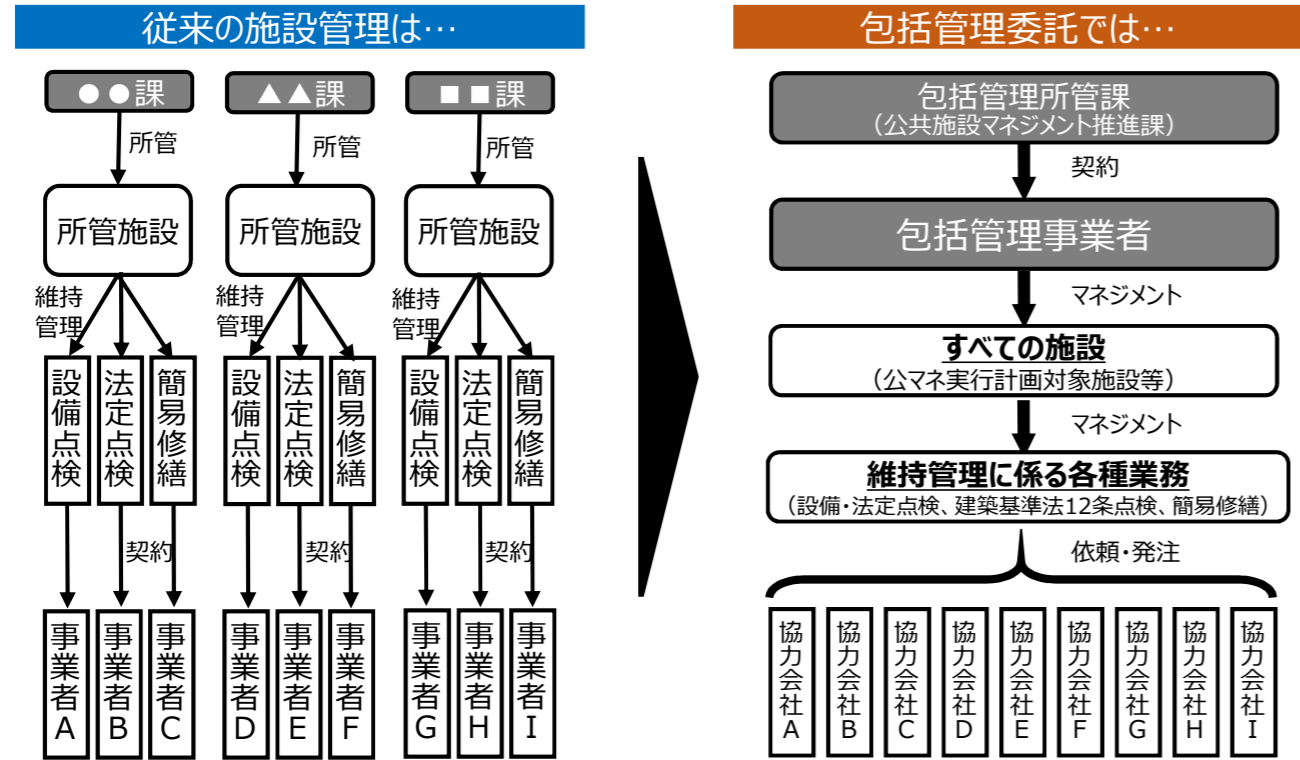 従来の施設管理は…
●●課
▲▲課
■■課
所管
所管
所管
所管施設
所管施設
所管施設
維持
管理
維持
管理
維持
管理
設備点検
法定点検
簡易修繕
設備点検
法定点検
簡易修繕
設備点検
法定点検
簡易修繕
契約
契約
契約
事業者A
事業者B
事業者C
事業者D
事業者E
事業者F
事業者G
事業者H
事業者I
包括管理委託では…
包括管理所管課
（公共施設マネジメント推進課）
契約
包括管理事業者
マネジメント
すべての施設
（公マネ実行計画対象施設等）
マネジメント
維持管理に係る各種業務
（設備・法定点検、建築基準法12条点検、簡易修繕）
依頼・発注
協力会社A
協力会社B
協力会社C
協力会社D
協力会社E
協力会社F
協力会社G
協力会社H
協力会社I